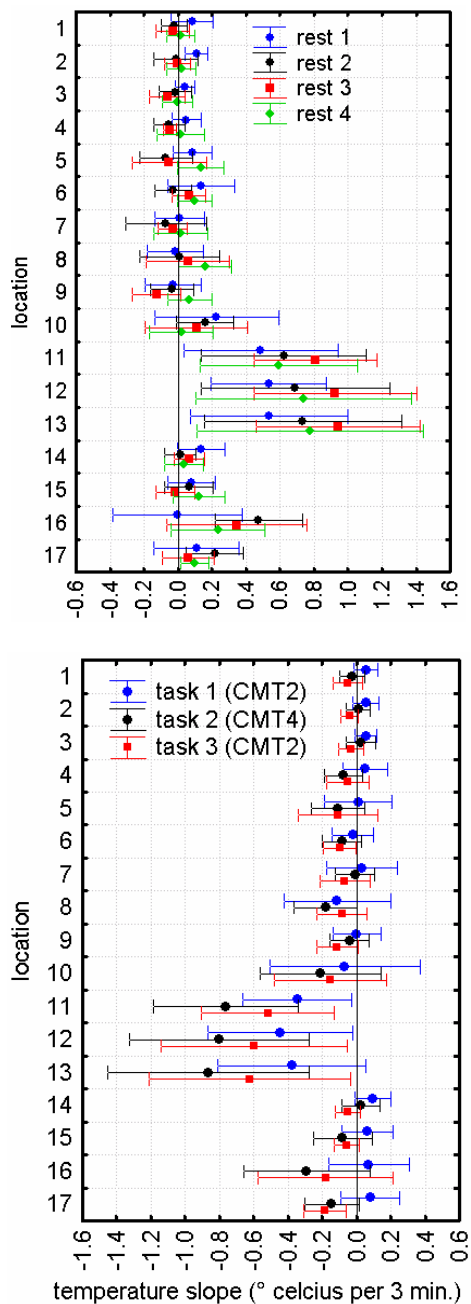 1
2
3
4
5
6
7
8
9
10
11
12
13
14
15
16
17
location
rest 1
rest 2
rest 3
rest 4
-0.6 -0.4 -0.2 0.0 0.2 0.4 0.6 0.8 1.0 1.2 1.4 1.6
1
2
3
4
5
6
7
8
9
10
11
12
13
14
15
16
17
location
task 1 (CMT2)
task 2 (CMT4)
task 3 (CMT2)
-1.6 -1.4 -1.2 -1.0 -0.8 -0.6 -0.4 -0.2 0.0 0.2 0.4 0.6
temperature slope (° celcius per 3 min.)